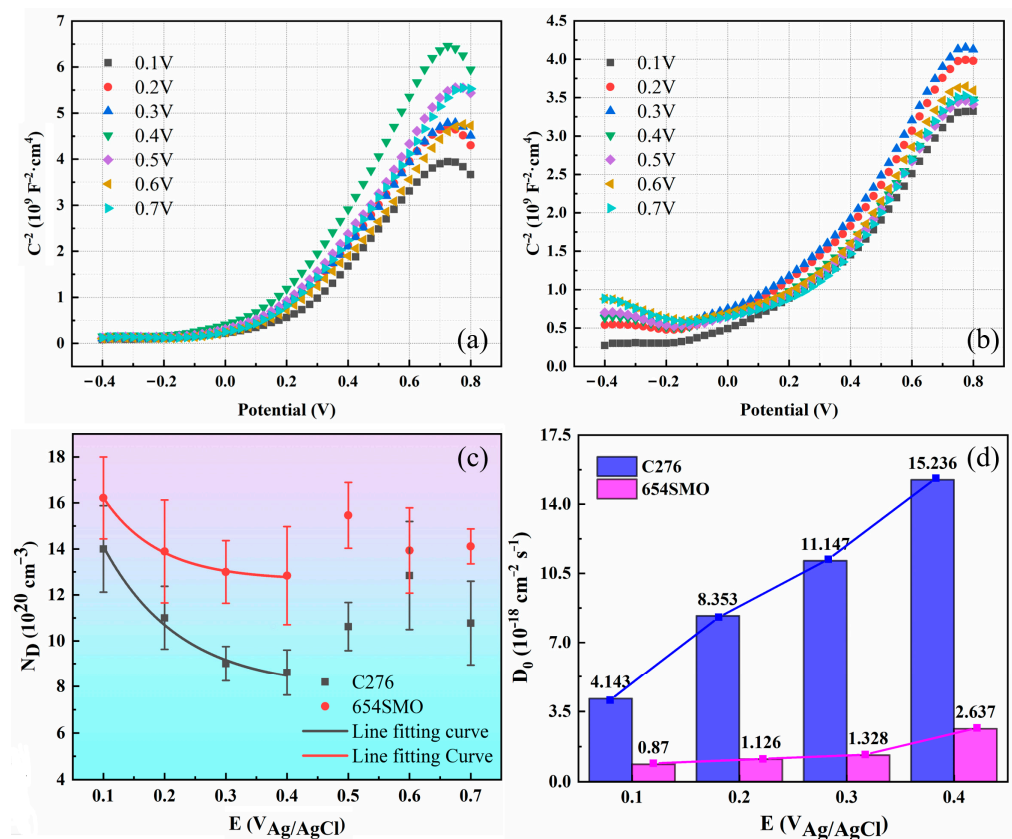 7
6
5
4
3
2
1
0
C⁻² (10⁹ F⁻²·cm⁴)
0.1V
0.2V
0.3V
0.4V
0.5V
0.6V
0.7V
(a)
−0.4 −0.2 0.0 0.2 0.4 0.6 0.8
Potential (V)
4.5
4.0
3.5
3.0
2.5
2.0
1.5
1.0
0.5
0.0
C⁻² (10⁹ F⁻²·cm⁴)
0.1V
0.2V
0.3V
0.4V
0.5V
0.6V
0.7V
(b)
−0.4 −0.2 0.0 0.2 0.4 0.6 0.8
Potential (V)
18
16
14
12
10
8
6
4
N_D (10²⁰ cm⁻³)
(c)
C276
654SMO
Line fitting curve
Line fitting Curve
0.1 0.2 0.3 0.4 0.5 0.6 0.7
E (V_Ag/AgCl)
17.5
14.0
10.5
7.0
3.5
0.0
D₀ (10⁻¹⁸ cm⁻² s⁻¹)
C276
654SMO
(d)
15.236
11.147
8.353
4.143
2.637
1.328
1.126
0.87
0.1 0.2 0.3 0.4
E (V_Ag/AgCl)